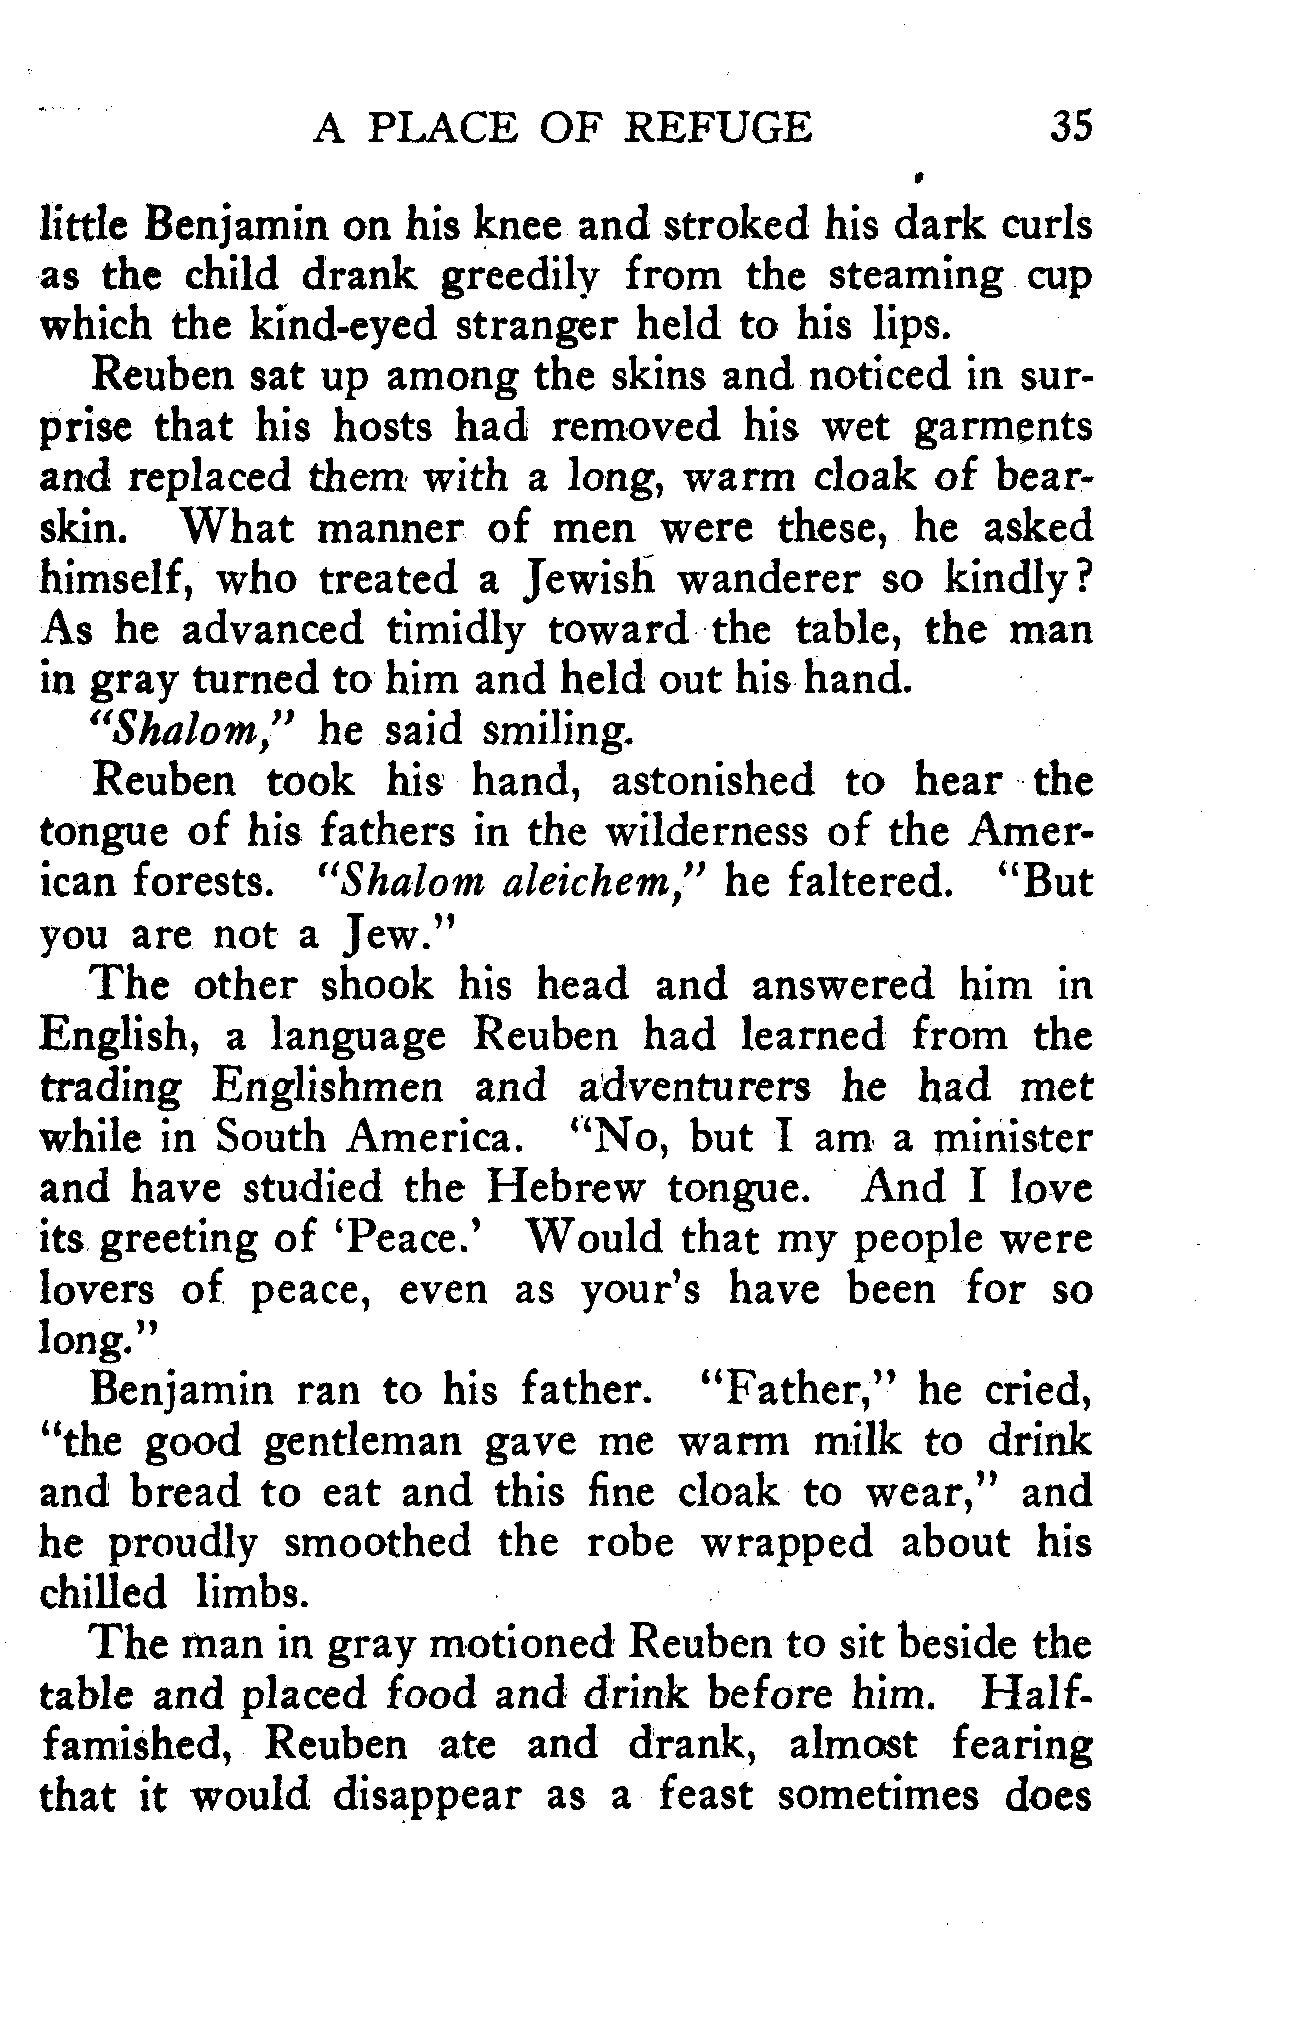 A PLACE OF REFUGE 35
little Benjamin on his knee and stroked his dark curls
as the child drank greedily from the steaming cup
which the kind-eyed stranger held to his lips.
Reuben sat up among the skins and noticed in sur-
prise that his hosts had removed his wet garments
and replaced them with a long, warm cloak of bear-
skin. What manner of men were these, he asked
himself, who treated a Jewish wanderer so kindly?
As he advanced timidly toward the table, the man
in gray turned to him and held out his hand.
"Shalom," he said smiling.
Reuben took his hand, astonished to hear the
tongue of his fathers in the wilderness of the Amer-
ican forests. "Shalom aleichem," he faltered. "But
you are not a Jew."
The other shook his head and answered him in
English, a language Reuben had learned from the
trading Englishmen and adventurers he had met
while in South America. "No, but I am a minister
and have studied the Hebrew tongue. And I love
its greeting of 'Peace.' Would that my people were
lovers of peace, even as your's have been for so
long."
Benjamin ran to his father. "Father," he cried,
"the good gentleman gave me warm milk to drink
and bread to eat and this fine cloak to wear," and
he proudly smoothed the robe wrapped about his
chilled limbs.
The man in gray motioned Reuben to sit beside the
table and placed food and drink before him. Half-
famished, Reuben ate and drank, almost fearing
that it would disappear as a feast sometimes does